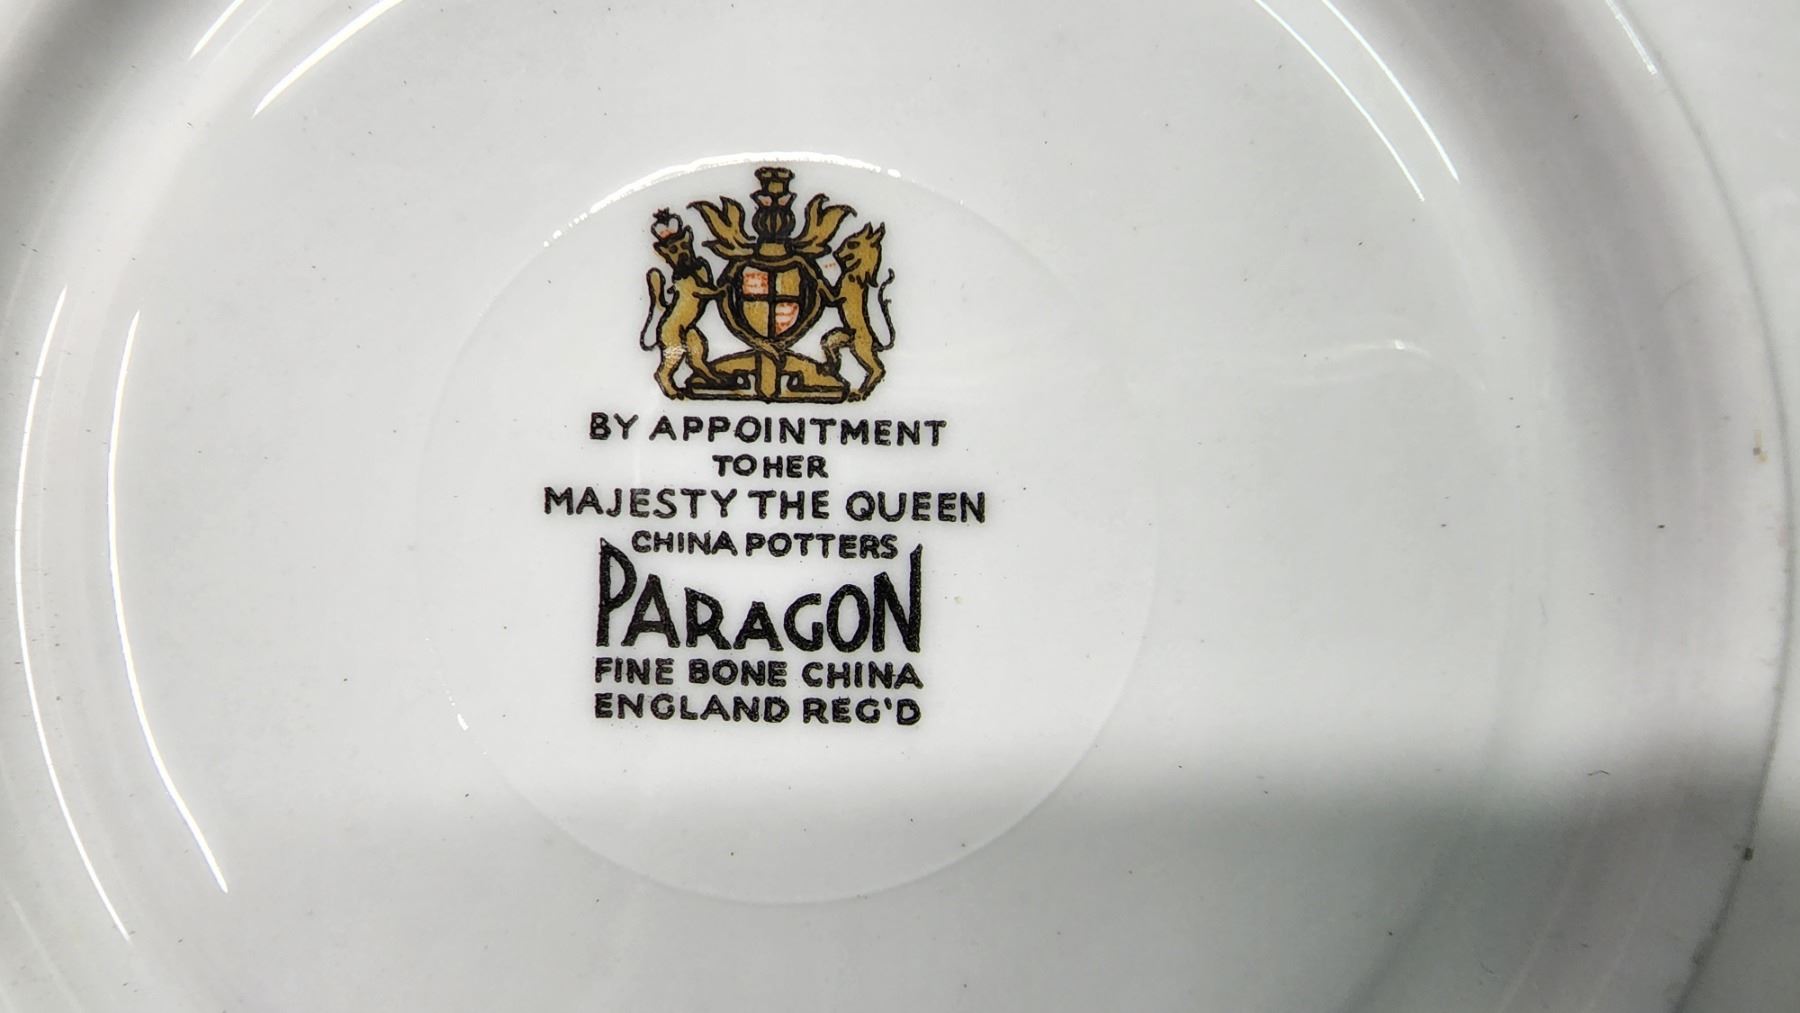 BY APPOINTMENT
TO HER
MAJESTY THE QUEEN
CHINA POTTERS
PARAGON
FINE BONE CHINA
ENGLAND REG'D